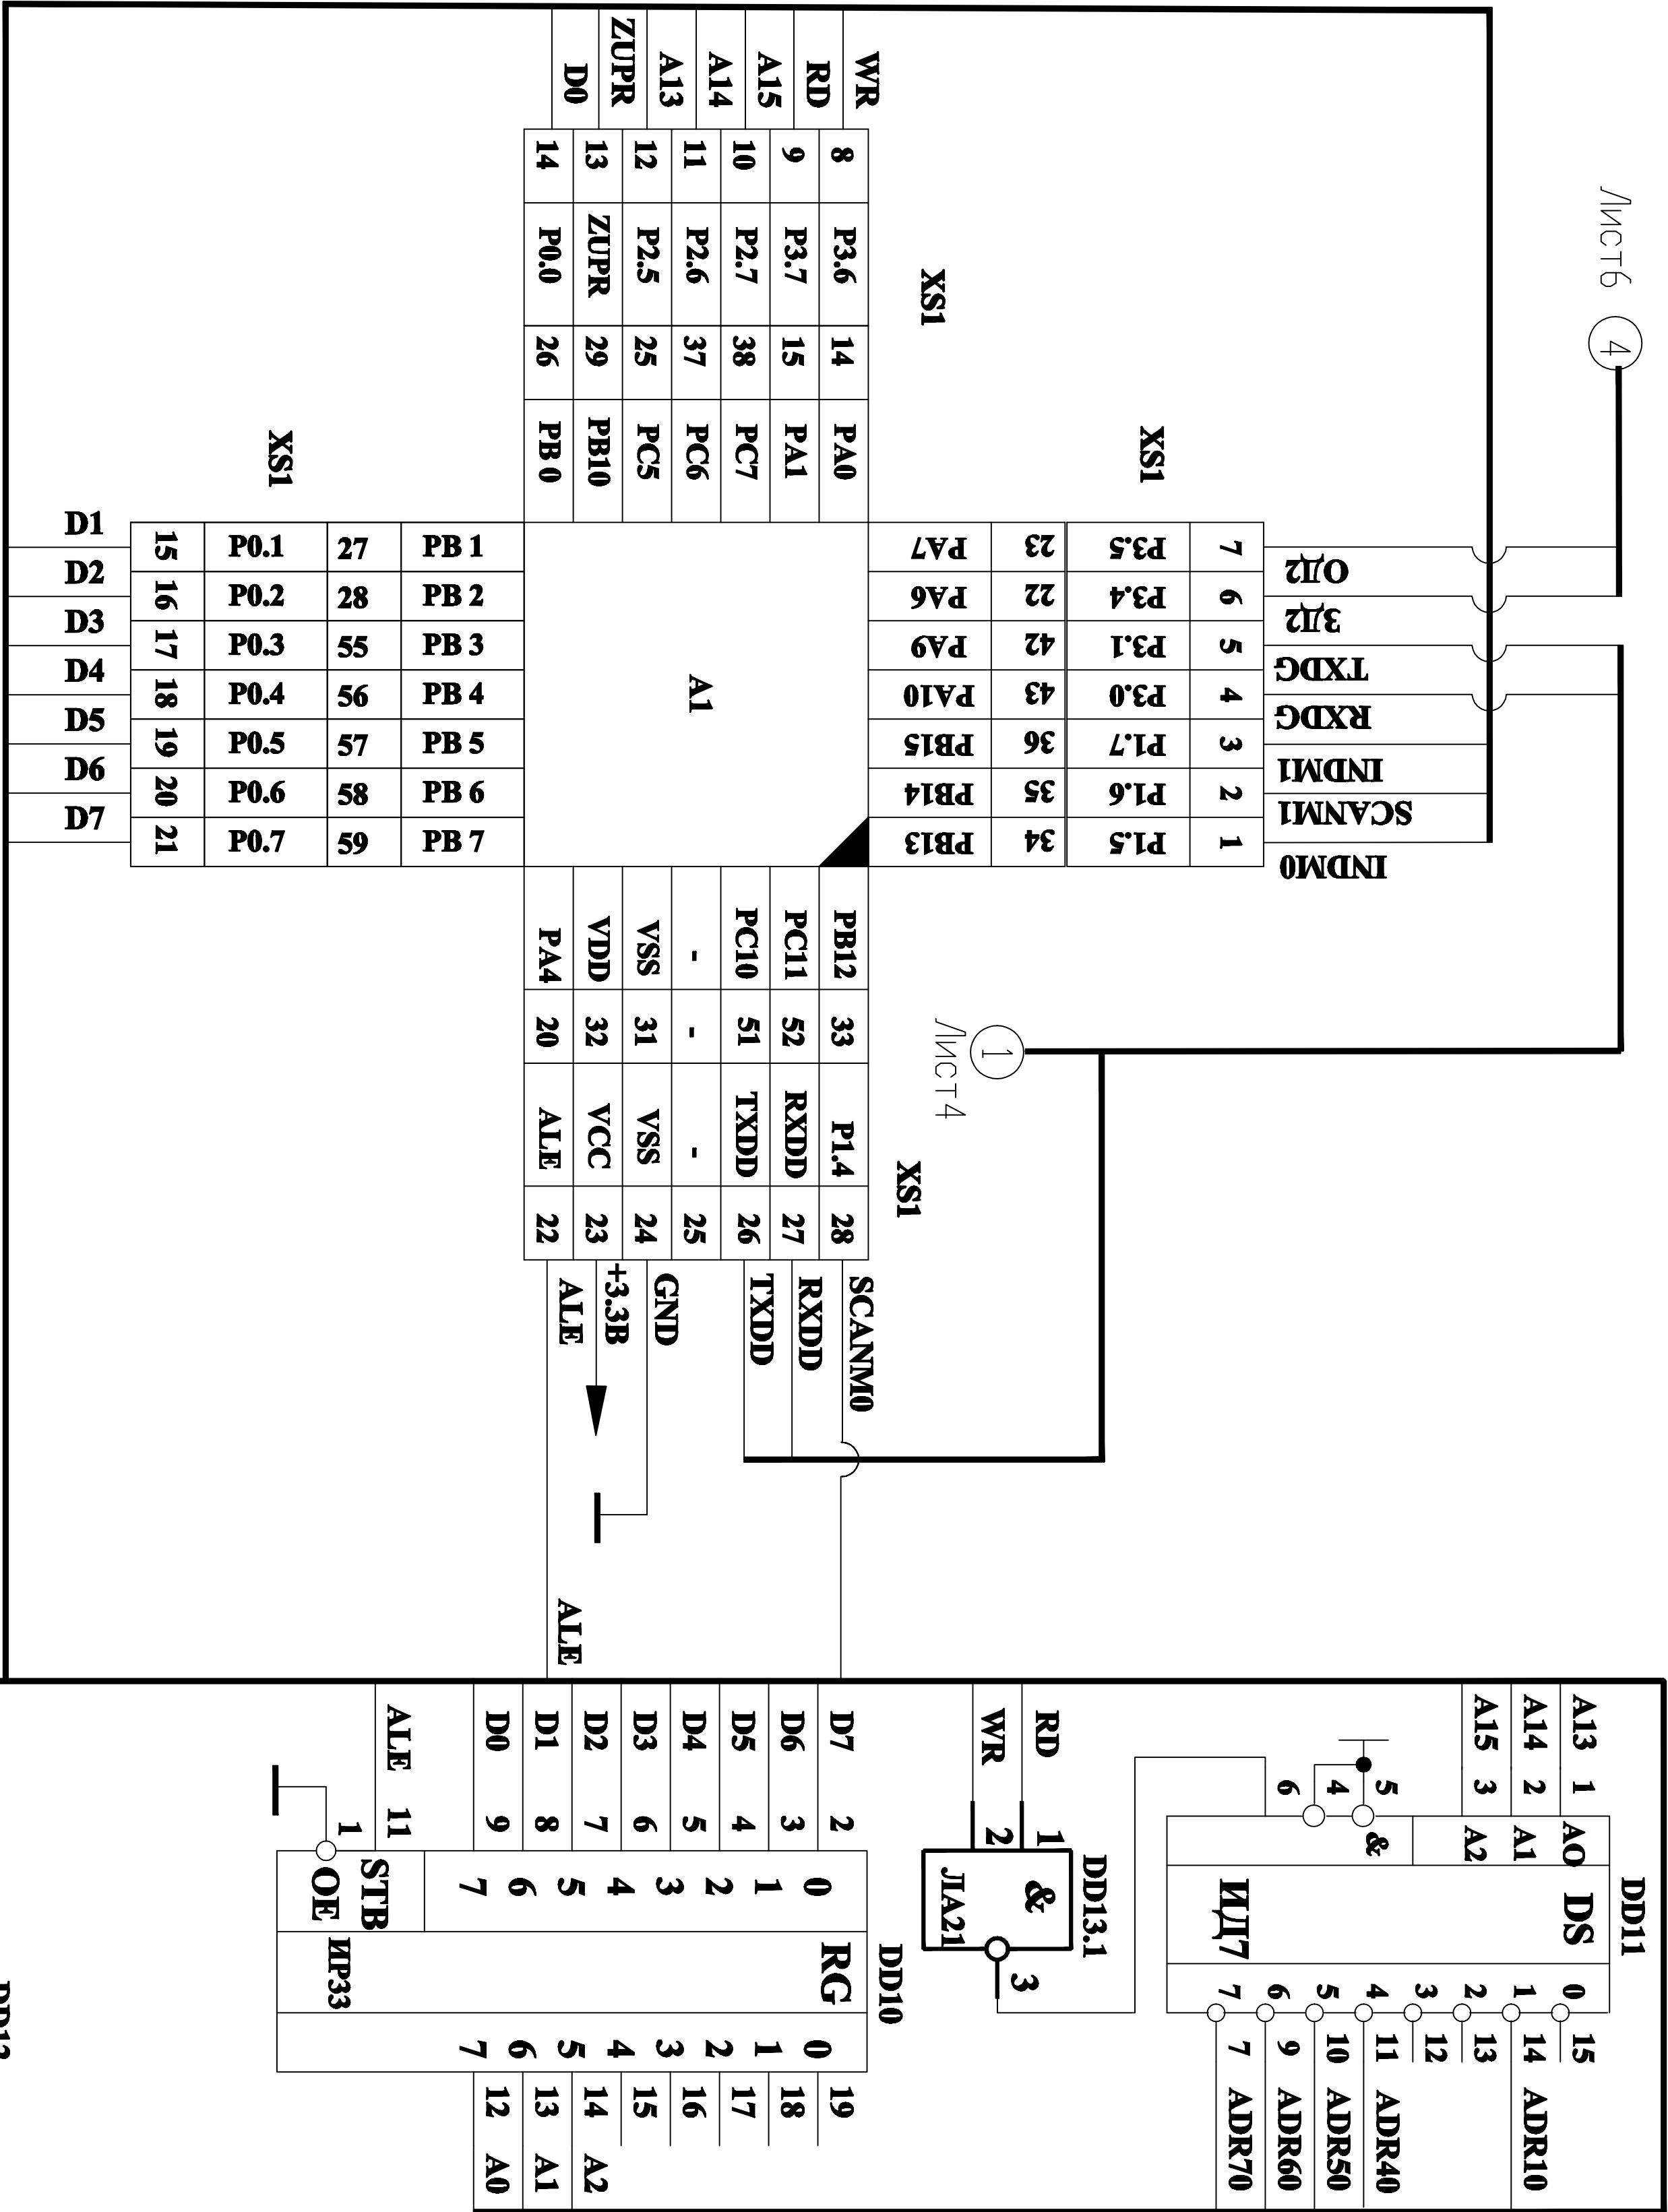 Лист6 4
WR
RD
A15
A14
A13
ZUPR
D0
8 P3.6 14 PA0
9 P3.7 15 PA1
10 P2.7 38 PC7
11 P2.6 37 PC6
12 P2.5 25 PC5
13 ZUPR 29 PB10
14 P0.0 26 PB 0
XS1
XS1
PA7 23 P3.5 7 ОД2
PA6 22 P3.4 6 ЗД2
PA9 42 P3.1 5 TXDG
PA10 43 P3.0 4 RXDG
PB15 36 P1.7 3 INDM1
PB14 35 P1.6 2 SCANM1
PB13 34 P1.5 1 INDM0
A1
XS1
D1 15 P0.1 27 PB 1
D2 16 P0.2 28 PB 2
D3 17 P0.3 55 PB 3
D4 18 P0.4 56 PB 4
D5 19 P0.5 57 PB 5
D6 20 P0.6 58 PB 6
D7 21 P0.7 59 PB 7
XS1
PB12 33 P1.4 28 SCANM0
PC11 52 RXDD 27 RXDD
PC10 51 TXDD 26 TXDD
- - - 25
VSS 31 VSS 24 GND
VDD 32 VCC 23 +3.3В
PA4 20 ALE 22 ALE
ALE
1
Лист4
DD11
A13 1 AO DS 0 15
A14 2 A1 1 14 ADR10
A15 3 A2 2 13
3 12
5 & 4 11 ADR40
4 5 10 ADR50
6 6 9 ADR60
ИД7 7 7 ADR70
DD13.1
RD 1 &
WR 2 ЛА21 3
DD10
D7 2 0 RG 0 19
D6 3 1 1 18
D5 4 2 2 17
D4 5 3 3 16
D3 6 4 4 15
D2 7 5 5 14 A2
D1 8 6 6 13 A1
D0 9 7 7 12 A0
ALE 11 STB
1 OE ИР33